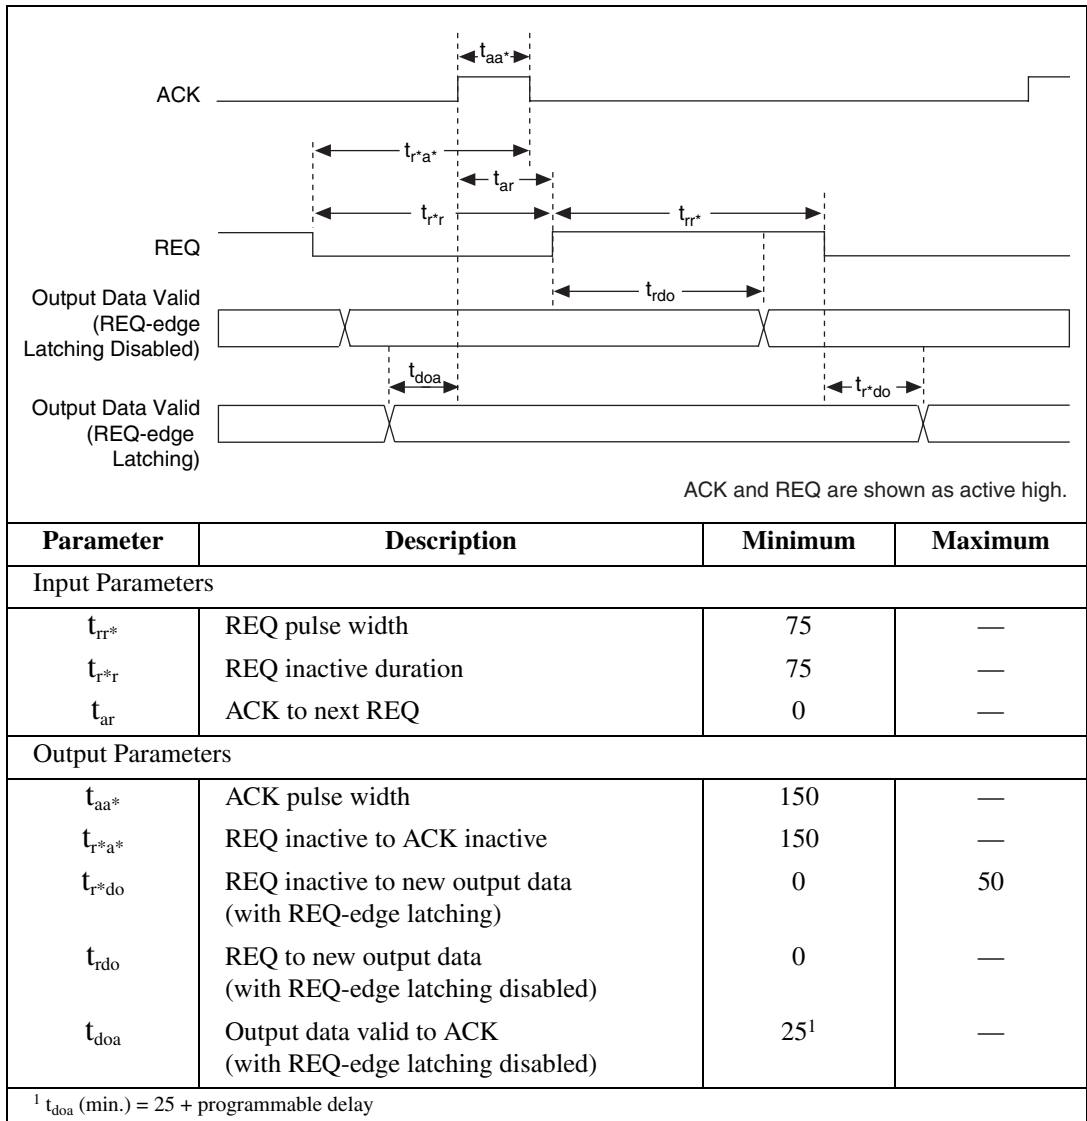 t_aa*
ACK
t_r*a*
t_ar
t_r*r
t_rr*
REQ
t_rdo
Output Data Valid
(REQ-edge
Latching Disabled)
t_doa
t_r*do
Output Data Valid
(REQ-edge
Latching)
ACK and REQ are shown as active high.
Parameter Description Minimum Maximum
Input Parameters
t_rr* REQ pulse width 75 —
t_r*r REQ inactive duration 75 —
t_ar ACK to next REQ 0 —
Output Parameters
t_aa* ACK pulse width 150 —
t_r*a* REQ inactive to ACK inactive 150 —
t_r*do REQ inactive to new output data 0 50
(with REQ-edge latching)
t_rdo REQ to new output data 0 —
(with REQ-edge latching disabled)
t_doa Output data valid to ACK 25¹ —
(with REQ-edge latching disabled)
¹ t_doa (min.) = 25 + programmable delay